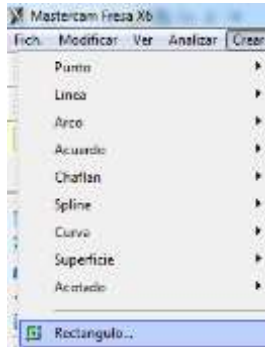 Mastercam Fresa X6
Fich. Modificar Ver Analizar Crear
Punto
Linea
Arco
Acuerdo
Chaflan
Spline
Curva
Superficie
Acotado
Rectangulo...